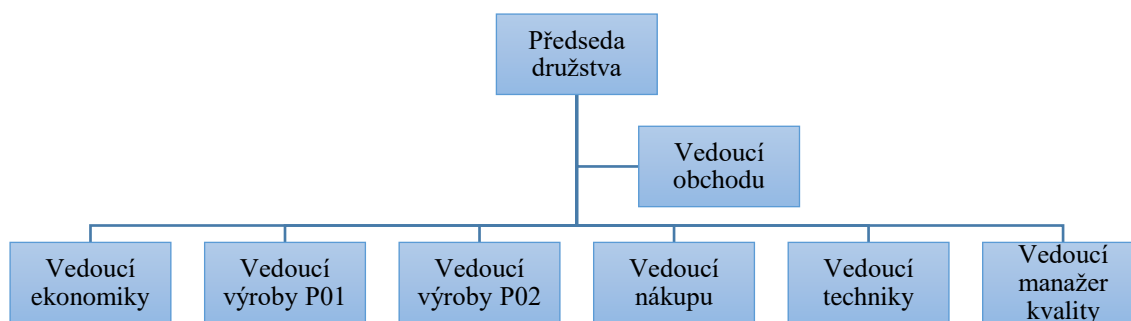 Předseda
družstva
Vedoucí
obchodu
Vedoucí
ekonomiky
Vedoucí
výroby P01
Vedoucí
výroby P02
Vedoucí
nákupu
Vedoucí
techniky
Vedoucí
manažer
kvality